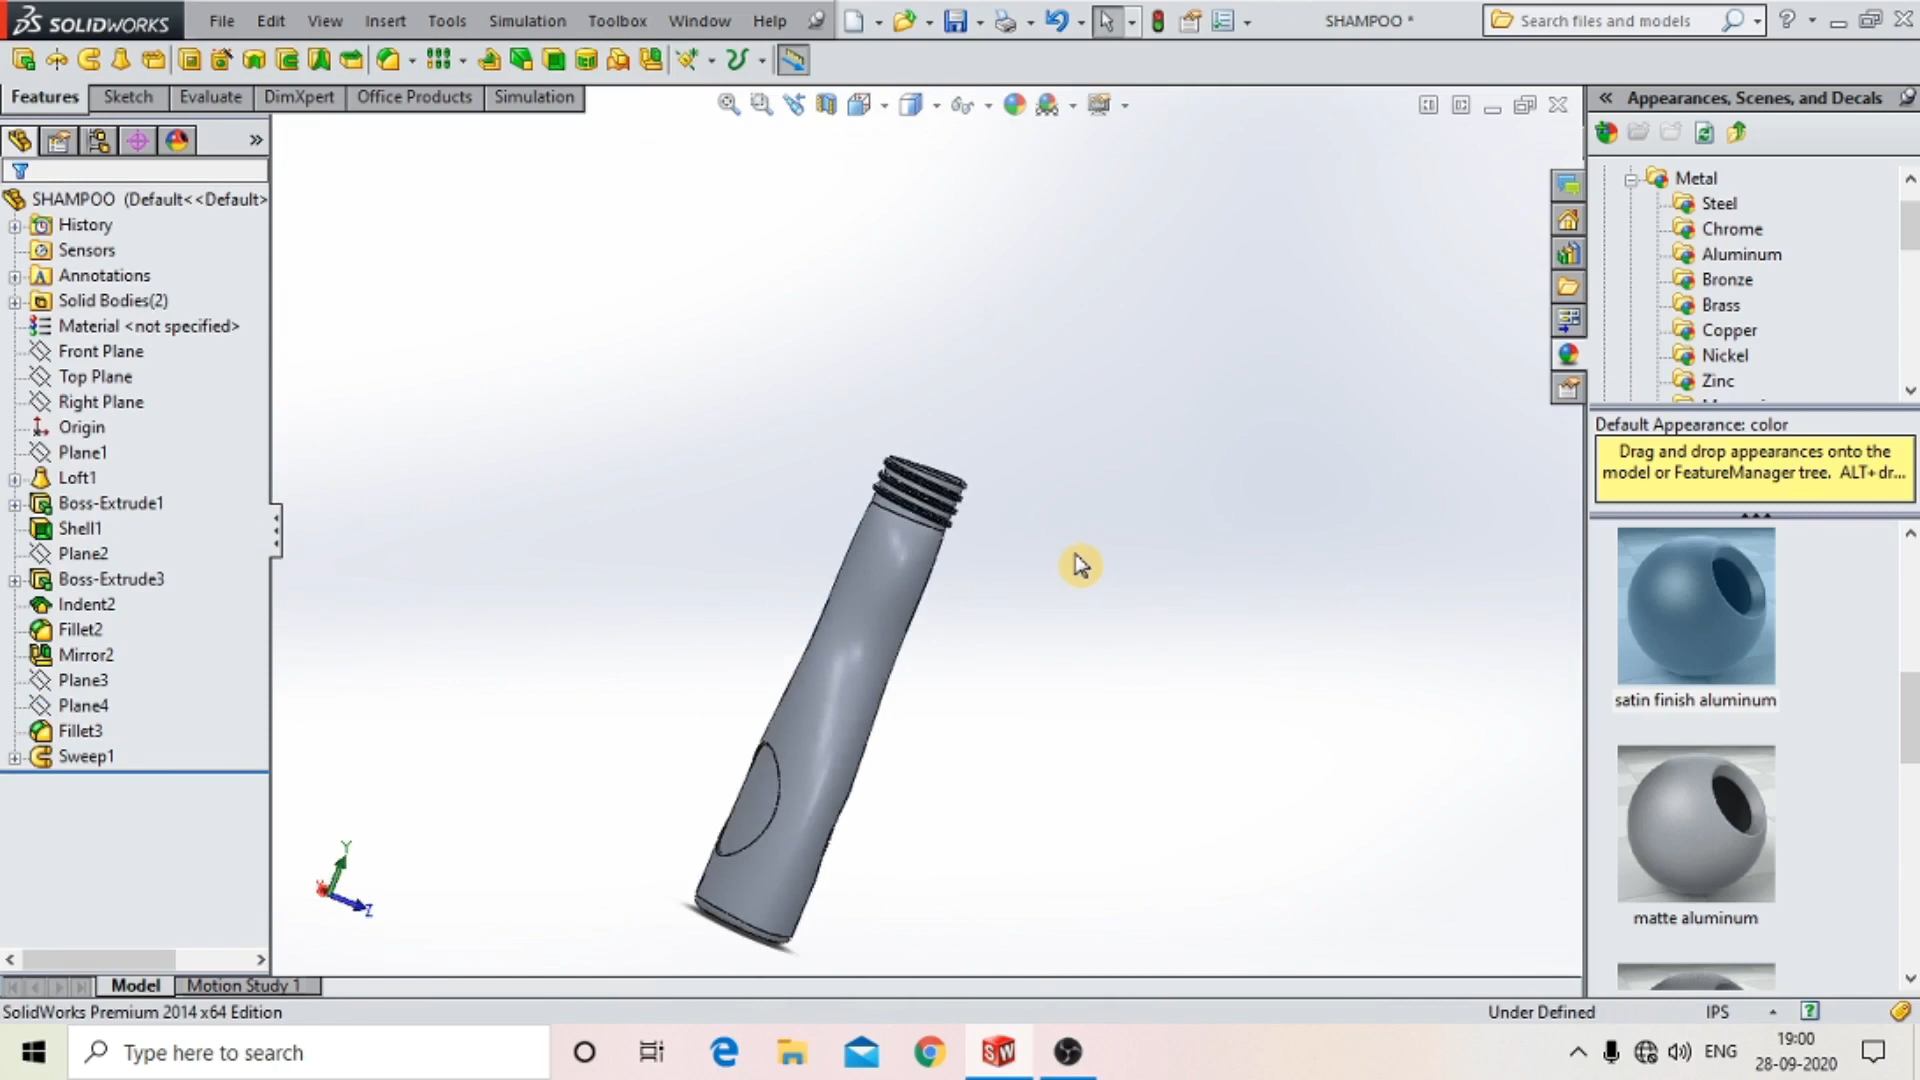 SOLIDWORKS
File Edit View Insert Tools Simulation Toolbox Window Help
SHAMPOO *
Search files and models
Features Sketch Evaluate DimXpert Office Products Simulation
Appearances, Scenes, and Decals
SHAMPOO (Default<<Default>
History
Sensors
Annotations
Solid Bodies(2)
Material <not specified>
Front Plane
Top Plane
Right Plane
Origin
Plane1
Loft1
Boss-Extrude1
Shell1
Plane2
Boss-Extrude3
Indent2
Fillet2
Mirror2
Plane3
Plane4
Fillet3
Sweep1
Y
Z
Metal
Steel
Chrome
Aluminum
Bronze
Brass
Copper
Nickel
Zinc
Default Appearance: color
Drag and drop appearances onto the
model or FeatureManager tree. ALT+dr...
satin finish aluminum
matte aluminum
Model Motion Study 1
SolidWorks Premium 2014 x64 Edition
Under Defined
IPS
Type here to search
SW
ENG
19:00
28-09-2020